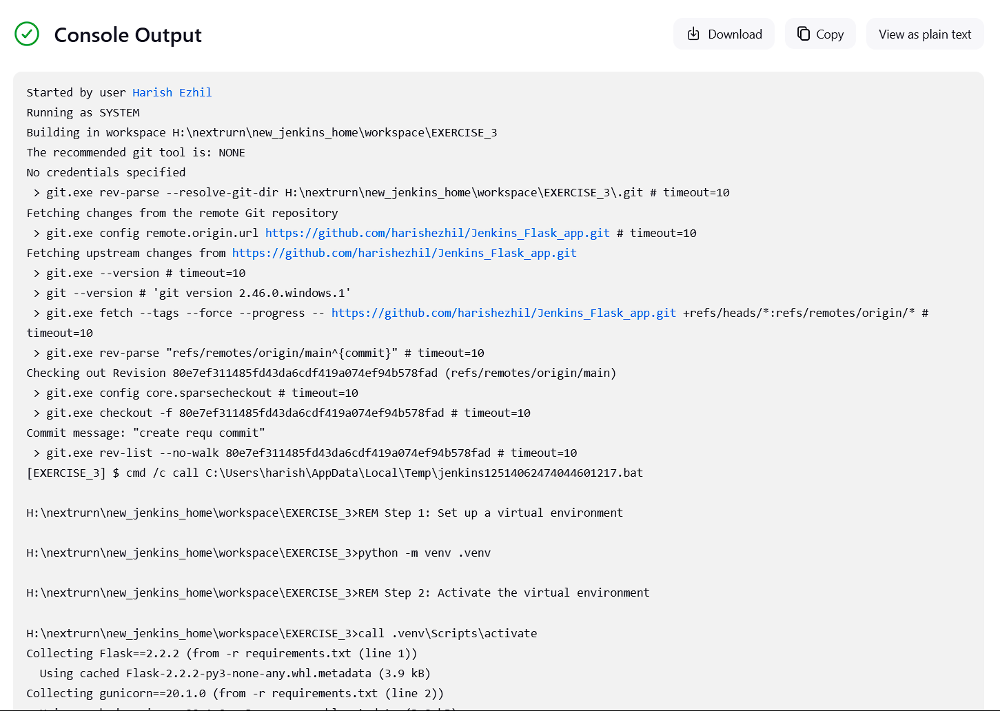 Console Output
Download
Copy
View as plain text
Started by user Harish Ezhil
Running as SYSTEM
Building in workspace H:\nextrurn\new_jenkins_home\workspace\EXERCISE_3
The recommended git tool is: NONE
No credentials specified
 > git.exe rev-parse --resolve-git-dir H:\nextrurn\new_jenkins_home\workspace\EXERCISE_3\.git # timeout=10
Fetching changes from the remote Git repository
 > git.exe config remote.origin.url https://github.com/harishezhil/Jenkins_Flask_app.git # timeout=10
Fetching upstream changes from https://github.com/harishezhil/Jenkins_Flask_app.git
 > git.exe --version # timeout=10
 > git --version # 'git version 2.46.0.windows.1'
 > git.exe fetch --tags --force --progress -- https://github.com/harishezhil/Jenkins_Flask_app.git +refs/heads/*:refs/remotes/origin/* #
timeout=10
 > git.exe rev-parse "refs/remotes/origin/main^{commit}" # timeout=10
Checking out Revision 80e7ef311485fd43da6cdf419a074ef94b578fad (refs/remotes/origin/main)
 > git.exe config core.sparsecheckout # timeout=10
 > git.exe checkout -f 80e7ef311485fd43da6cdf419a074ef94b578fad # timeout=10
Commit message: "create requ commit"
 > git.exe rev-list --no-walk 80e7ef311485fd43da6cdf419a074ef94b578fad # timeout=10
[EXERCISE_3] $ cmd /c call C:\Users\harish\AppData\Local\Temp\jenkins12514062474044601217.bat
H:\nextrurn\new_jenkins_home\workspace\EXERCISE_3>REM Step 1: Set up a virtual environment
H:\nextrurn\new_jenkins_home\workspace\EXERCISE_3>python -m venv .venv
H:\nextrurn\new_jenkins_home\workspace\EXERCISE_3>REM Step 2: Activate the virtual environment
H:\nextrurn\new_jenkins_home\workspace\EXERCISE_3>call .venv\Scripts\activate
Collecting Flask==2.2.2 (from -r requirements.txt (line 1))
  Using cached Flask-2.2.2-py3-none-any.whl.metadata (3.9 kB)
Collecting gunicorn==20.1.0 (from -r requirements.txt (line 2))